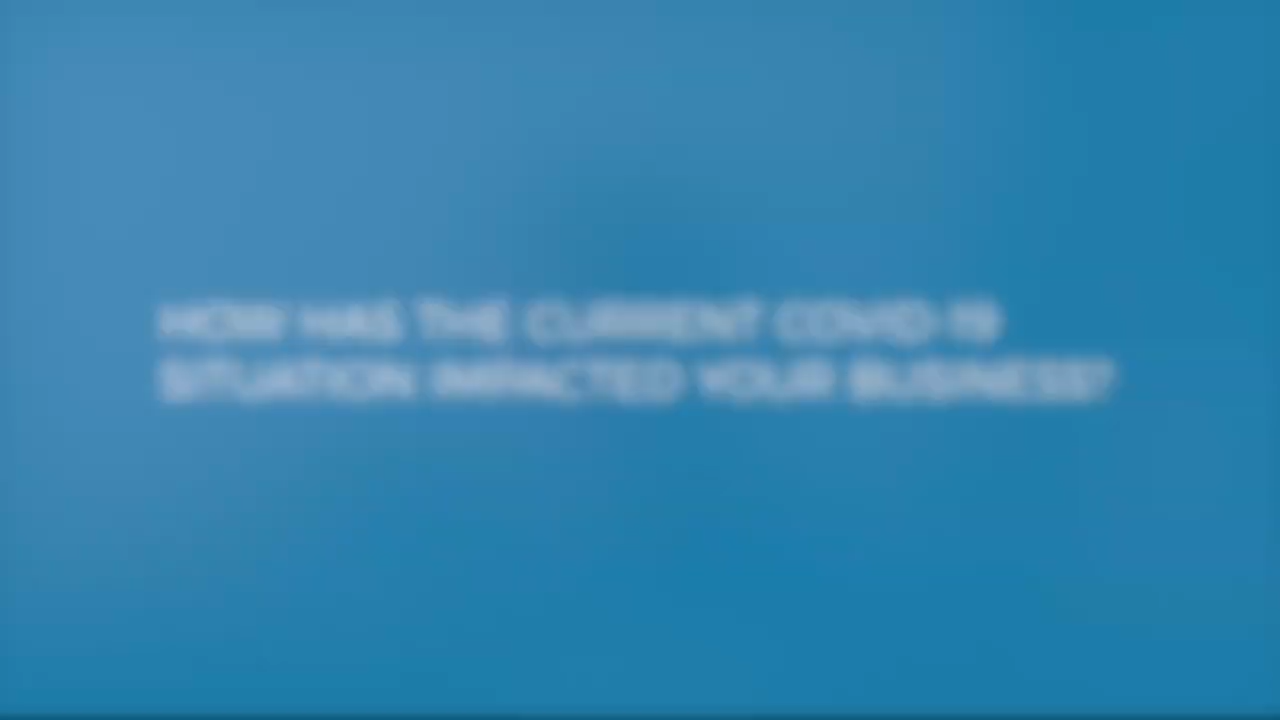 HOW HAS THE CURRENT COVID-19
SITUATION IMPACTED YOUR BUSINESS?